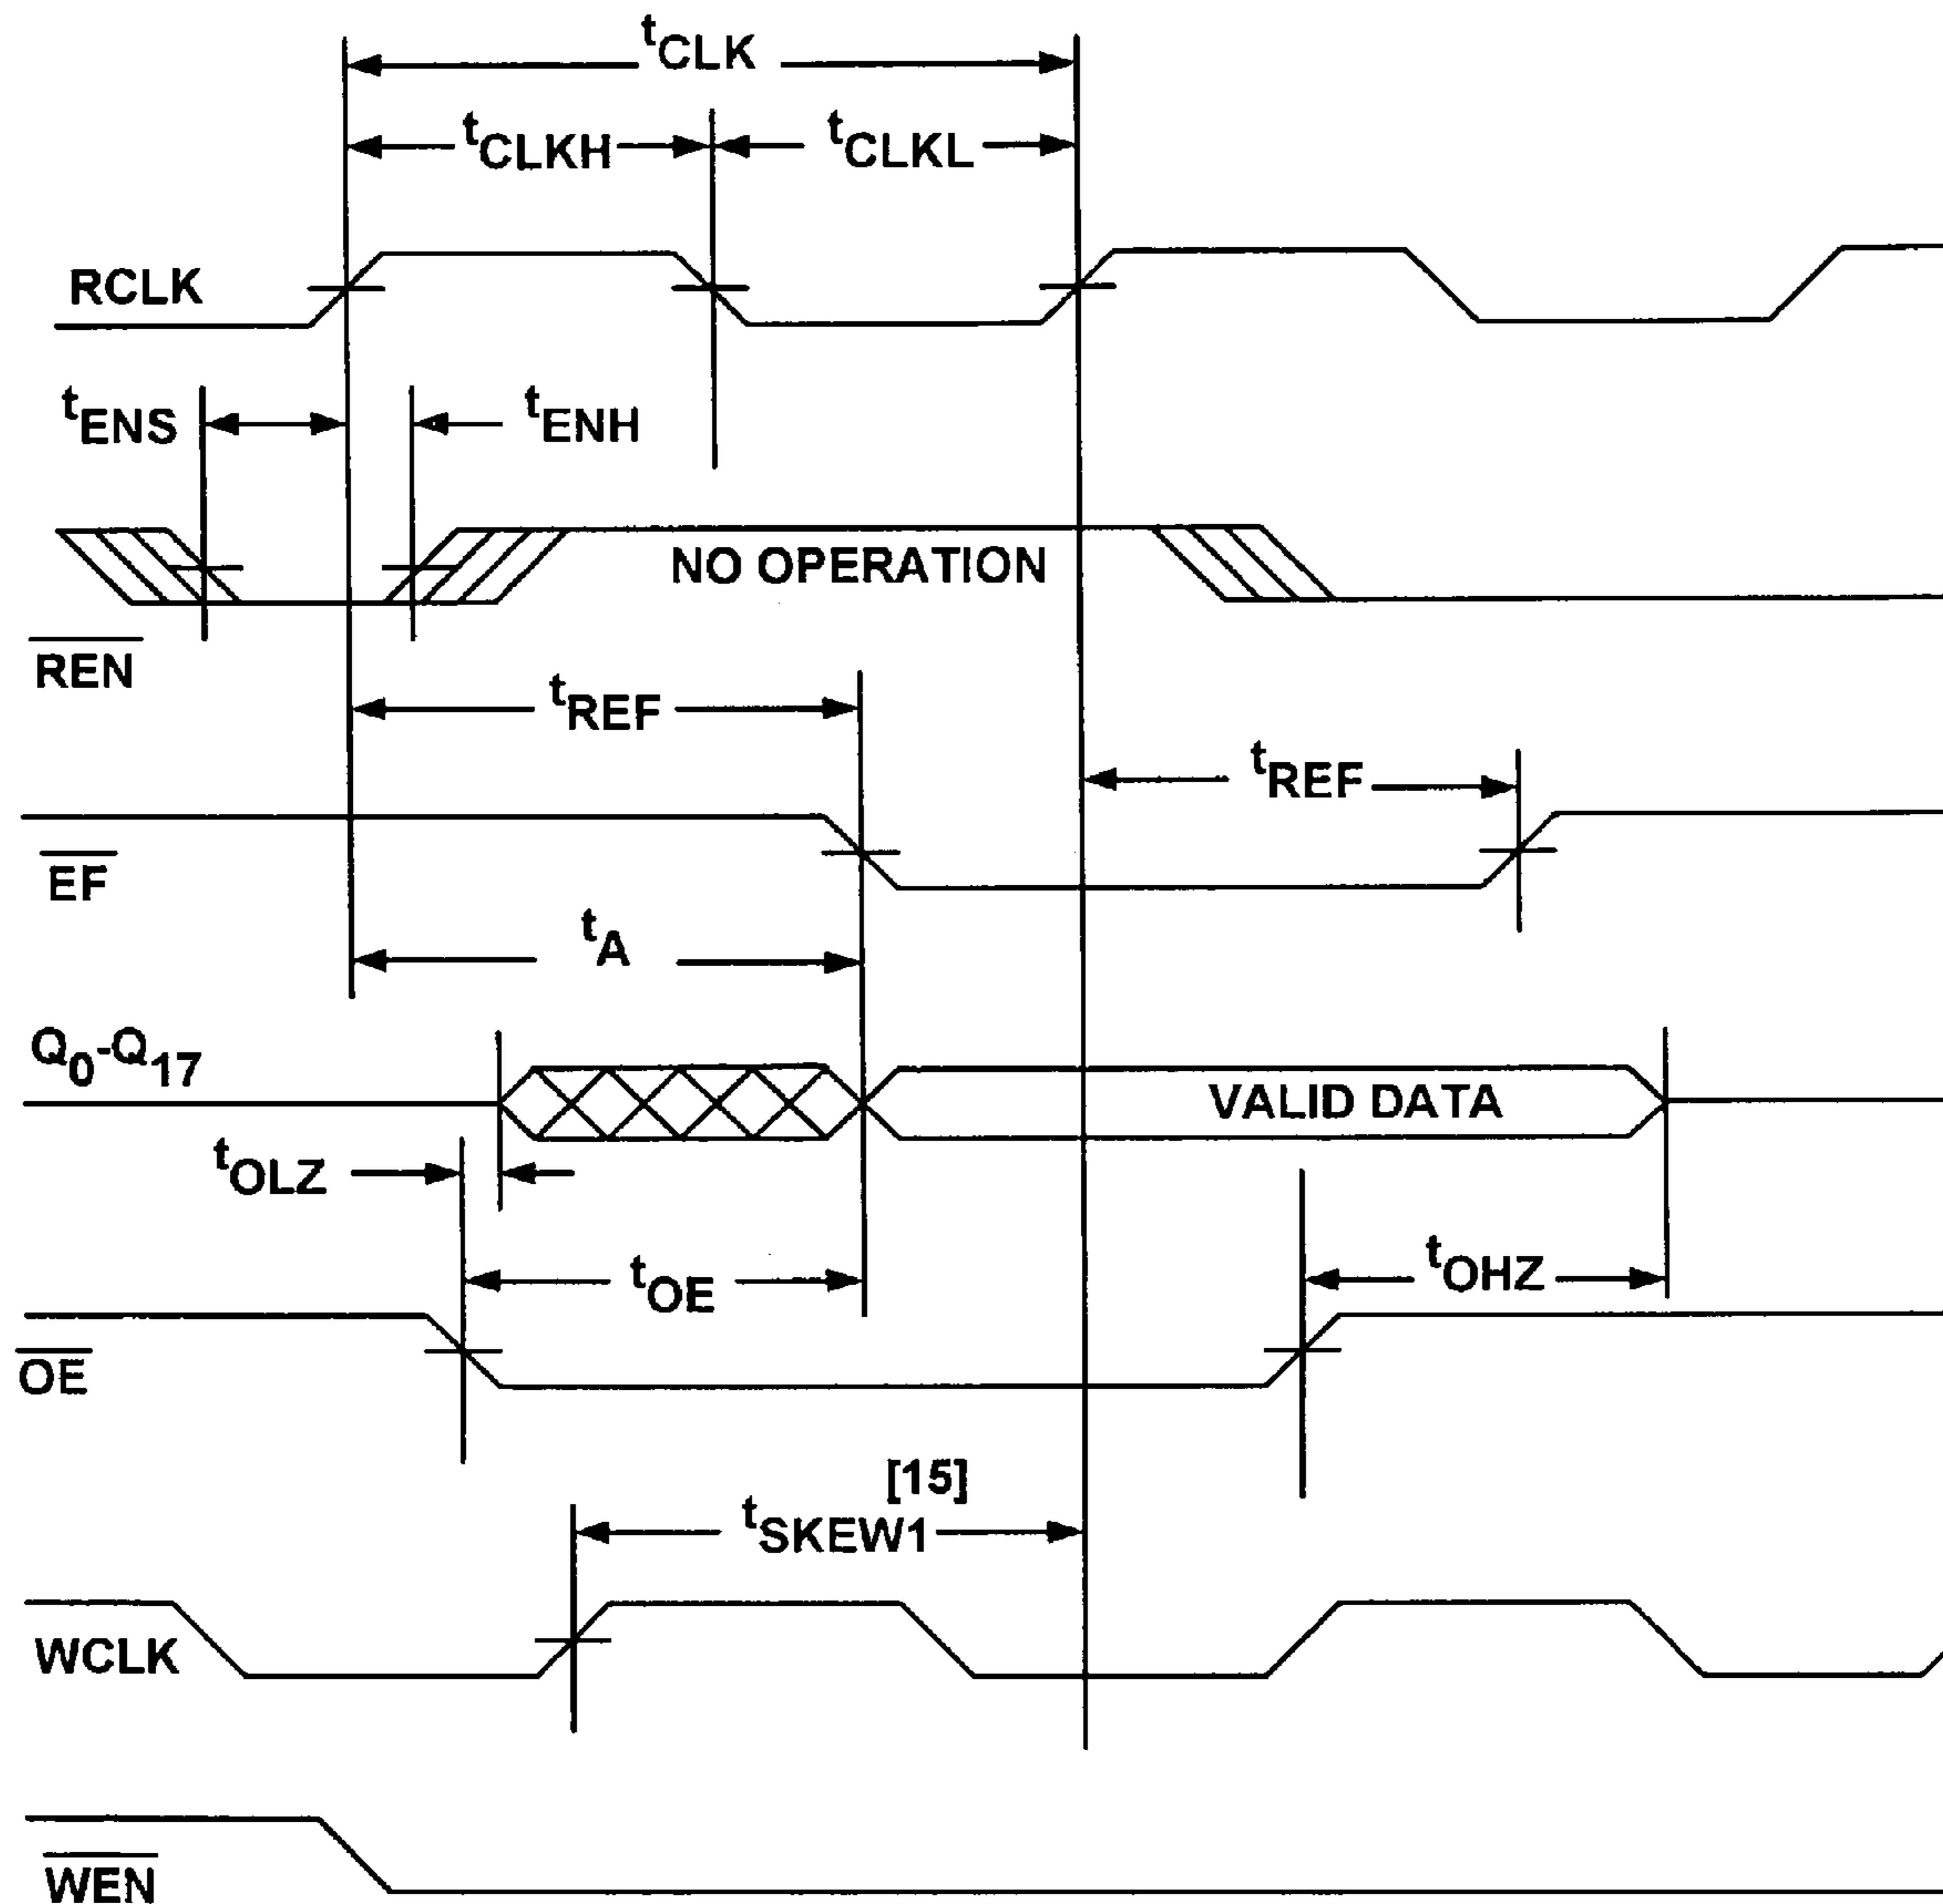 tCLK
tCLKH tCLKL
RCLK
tENS tENH
NO OPERATION
REN
tREF
tREF
EF
tA
Q0-Q17
VALID DATA
tOLZ
tOE tOHZ
OE
[15]
tSKEW1
WCLK
WEN